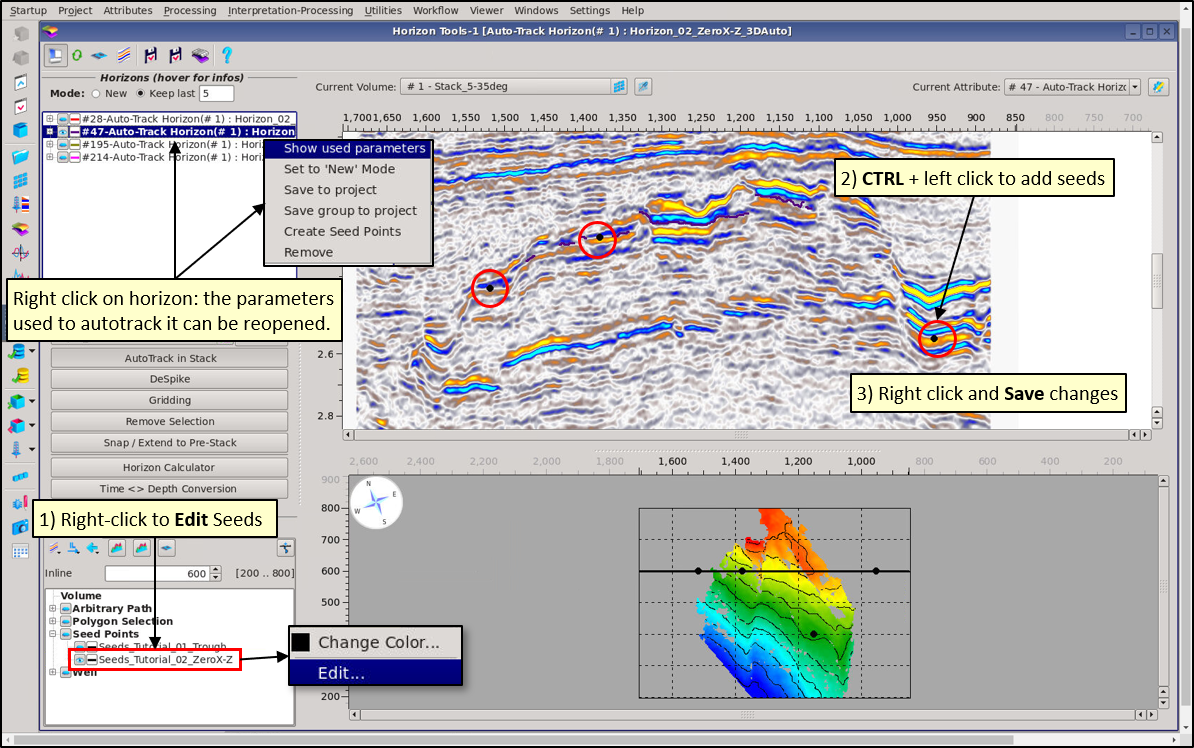 Startup Project Attributes Processing Interpretation-Processing Utilities Workflow Viewer Windows Settings Help
Horizon Tools-1 [Auto-Track Horizon(# 1) : Horizon_02_ZeroX-Z_3DAuto]
Horizons (hover for infos)
Mode: New Keep last 5
Current Volume: # 1 - Stack_5-35deg
Current Attribute: # 47 - Auto-Track Horizo
#28-Auto-Track Horizon(# 1) : Horizon_02_
#47-Auto-Track Horizon(# 1) : Horizon
#195-Auto-Track Horizon(# 1) : Hori
#214-Auto-Track Horizon(# 1) : Hori
Show used parameters
Set to 'New' Mode
Save to project
Save group to project
Create Seed Points
Remove
1,700 1,650 1,600 1,550 1,500 1,450 1,400 1,350 1,300 1,250 1,200 1,150 1,100 1,050 1,000 950 900 850 800 750 700
2) CTRL + left click to add seeds
Right click on horizon: the parameters
used to autotrack it can be reopened.
2.6
2.8
3) Right click and Save changes
AutoTrack in Stack
DeSpike
Gridding
Remove Selection
Snap / Extend to Pre-Stack
Horizon Calculator
Time <> Depth Conversion
1) Right-click to Edit Seeds
Inline 600 [200 .. 800]
Volume
Arbitrary Path
Polygon Selection
Seed Points
Seeds_Tutorial_01_Trough
Seeds_Tutorial_02_ZeroX-Z
Well
Change Color...
Edit...
2,600 2,400 2,200 2,000 1,800 1,600 1,400 1,200 1,000 800 600 400 200
900
800
700
600
500
400
300
200
N
E
W
S